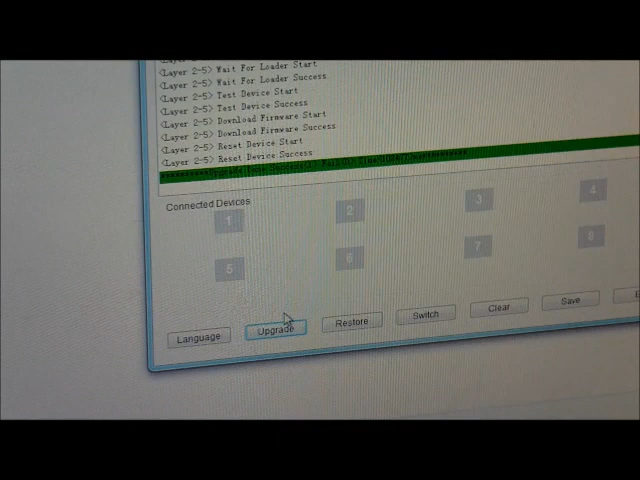 <Layer 2-5> Wait For Loader Start
<Layer 2-5> Wait For Loader Success
<Layer 2-5> Test Device Start
<Layer 2-5> Test Device Success
<Layer 2-5> Download Firmware Start
<Layer 2-5> Download Firmware Success
<Layer 2-5> Reset Device Start
<Layer 2-5> Reset Device Success
Upgrade Done Success
Connected Devices
1 2 3 4
5 6 7 8
Language Upgrade Restore Switch Clear Save